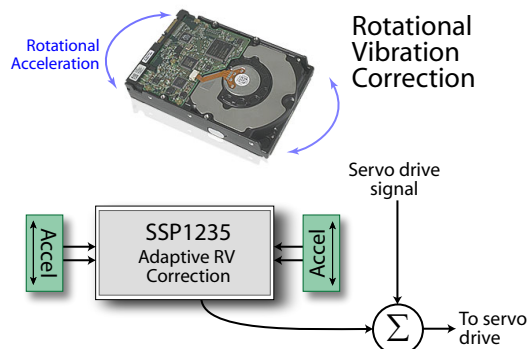 Rotational
Acceleration
Rotational
Vibration
Correction
Servo drive
signal
Accel
SSP1235
Adaptive RV
Correction
Accel
Σ
To servo
drive